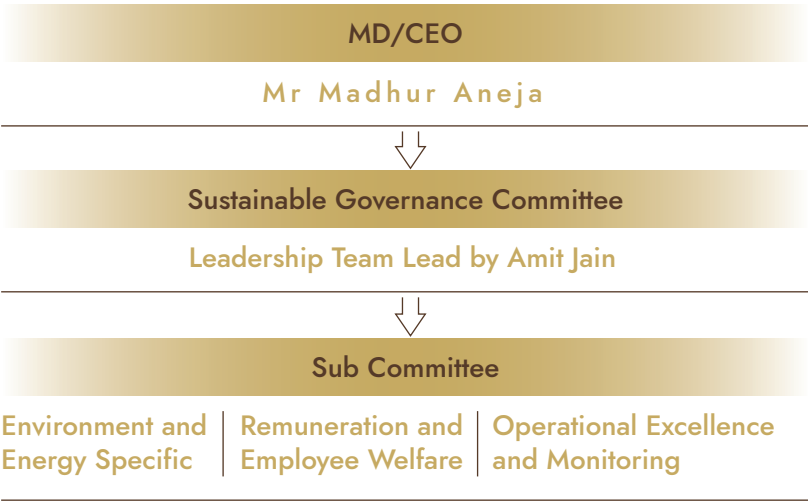 MD/CEO
Mr Madhur Aneja
Sustainable Governance Committee
Leadership Team Lead by Amit Jain
Sub Committee
Environment and
Energy Specific
Remuneration and
Employee Welfare
Operational Excellence
and Monitoring